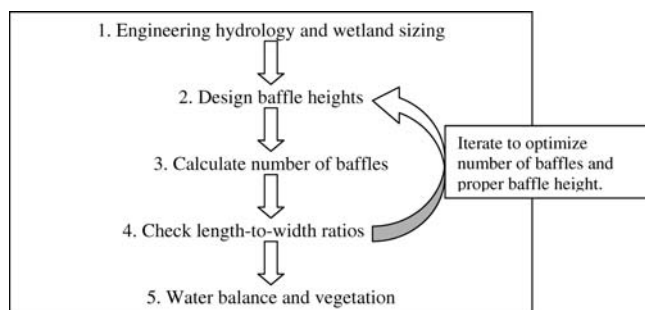 1. Engineering hydrology and wetland sizing
2. Design baffle heights
3. Calculate number of baffles
4. Check length-to-width ratios
5. Water balance and vegetation
Iterate to optimize
number of baffles and
proper baffle height.